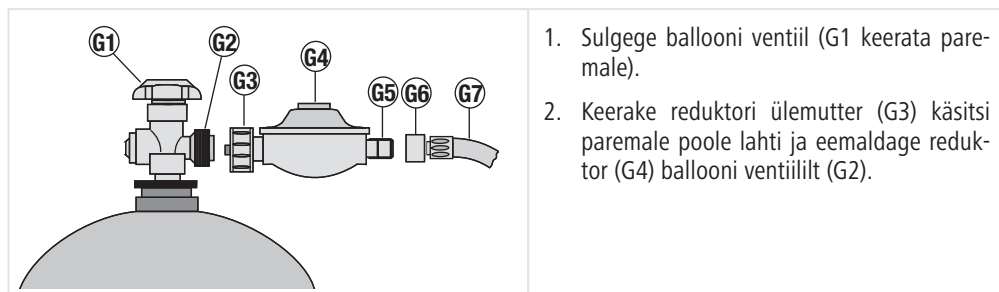 G1
G2
G3
G4
G5
G6
G7
1. Sulgege ballooni ventiil (G1 keerata pare-
male).
2. Keerake reduktori ülemutter (G3) käsitsi
paremale poole lahti ja eemaldage reduk-
tor (G4) ballooni ventiililt (G2).